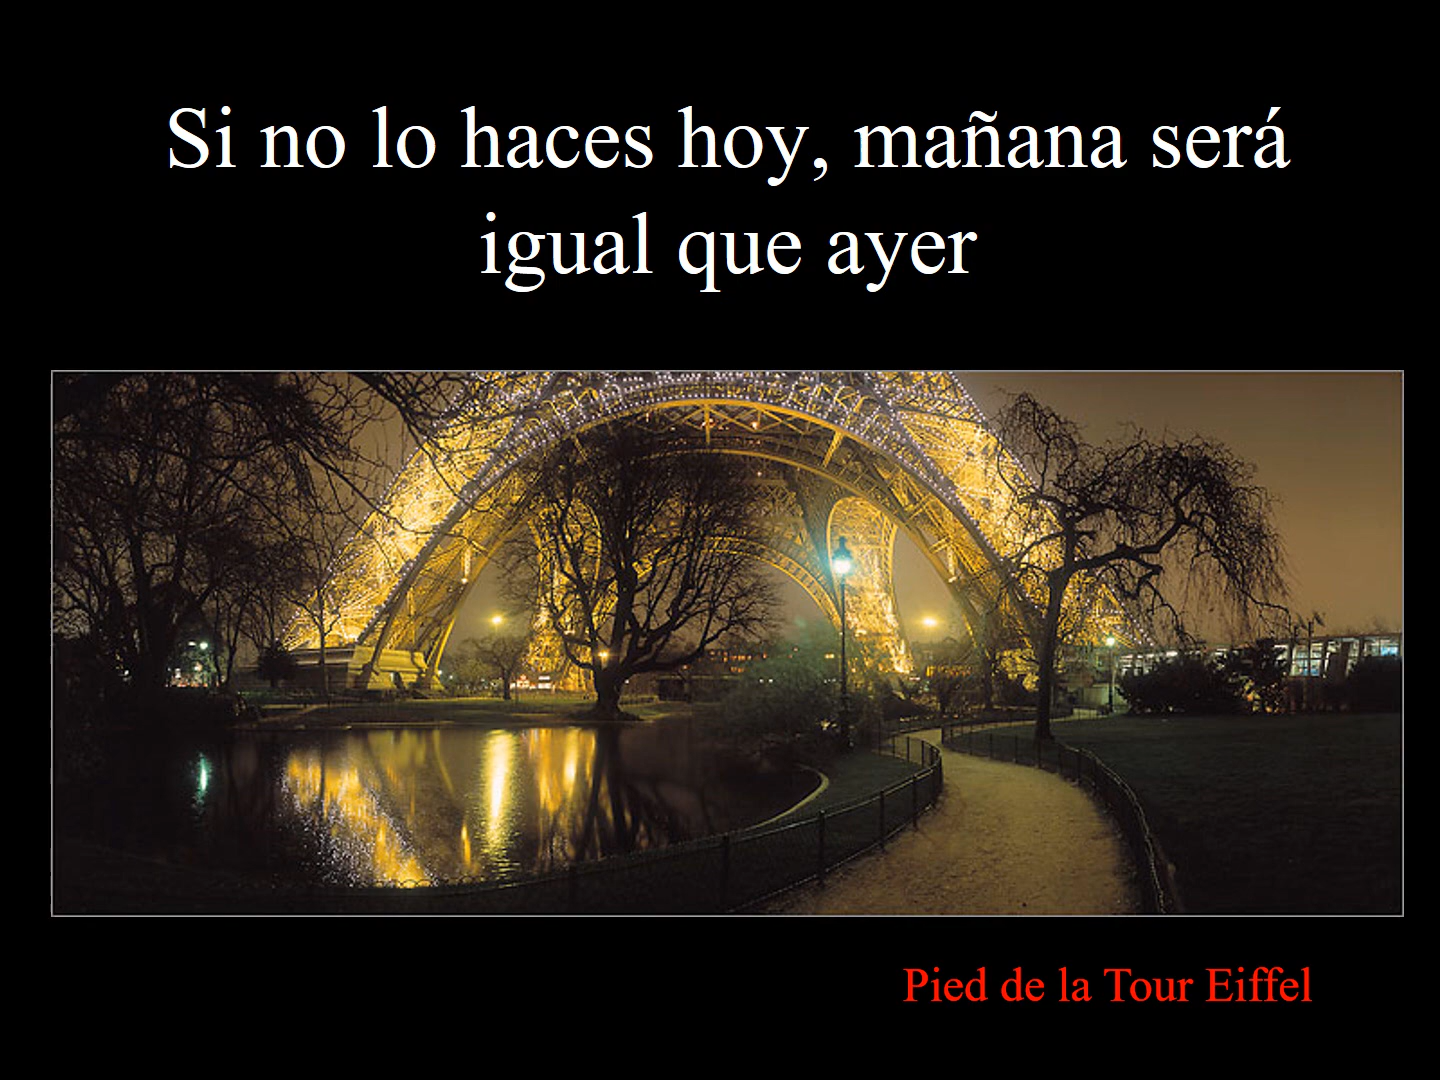 Si no lo haces hoy, mañana será
igual que ayer
Pied de la Tour Eiffel